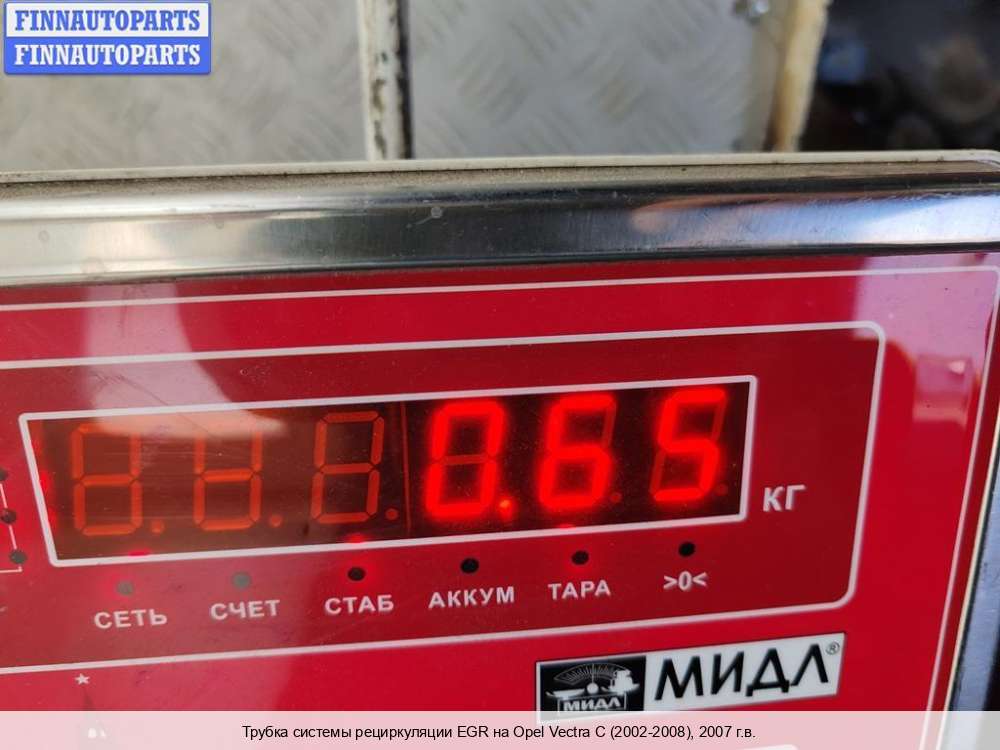 FINNAUTOPARTS
FINNAUTOPARTS
0.65
КГ
СЕТЬ СЧЕТ СТАБ АККУМ ТАРА >0<
МИДЛ МИДЛ®
Трубка системы рециркуляции EGR на Opel Vectra C (2002-2008), 2007 г.в.